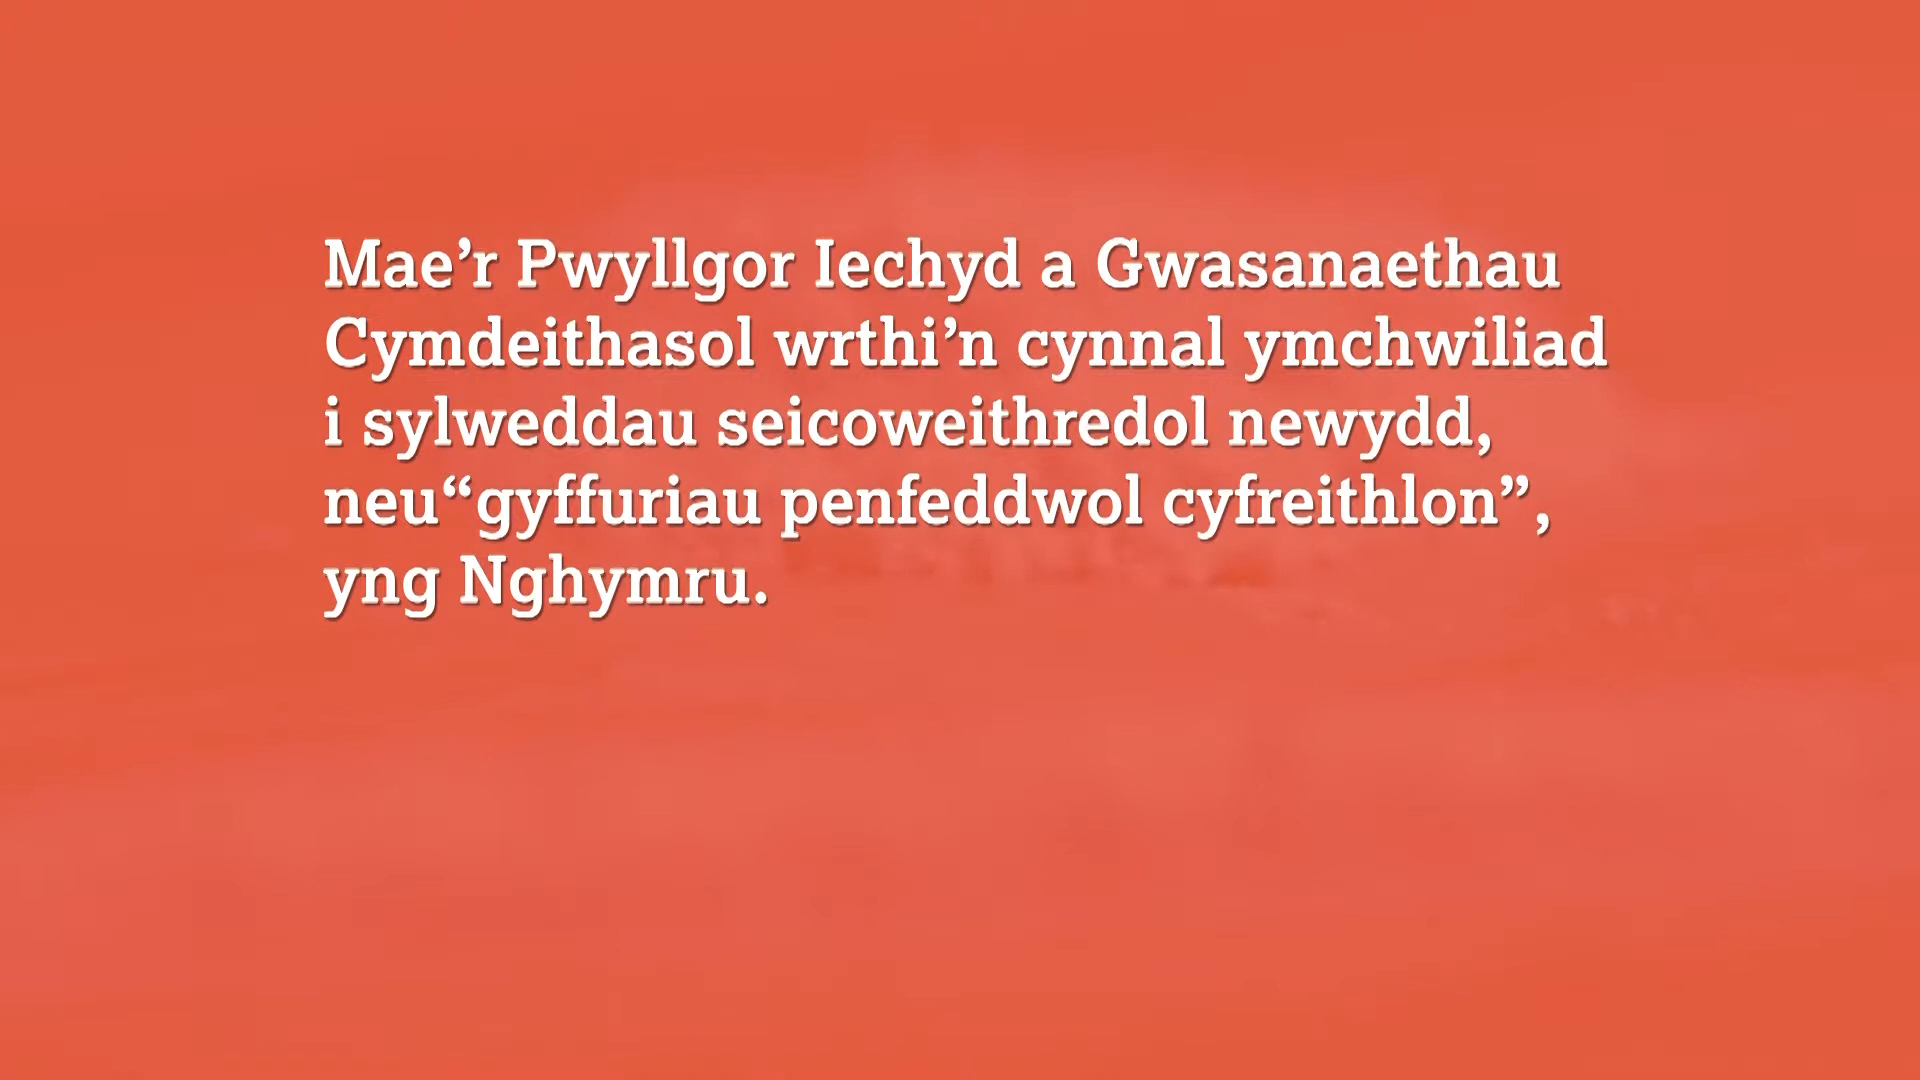 Mae’r Pwyllgor Iechyd a Gwasanaethau
Cymdeithasol wrthi’n cynnal ymchwiliad
i sylweddau seicoweithredol newydd,
neu“gyffuriau penfeddwol cyfreithlon”,
yng Nghymru.